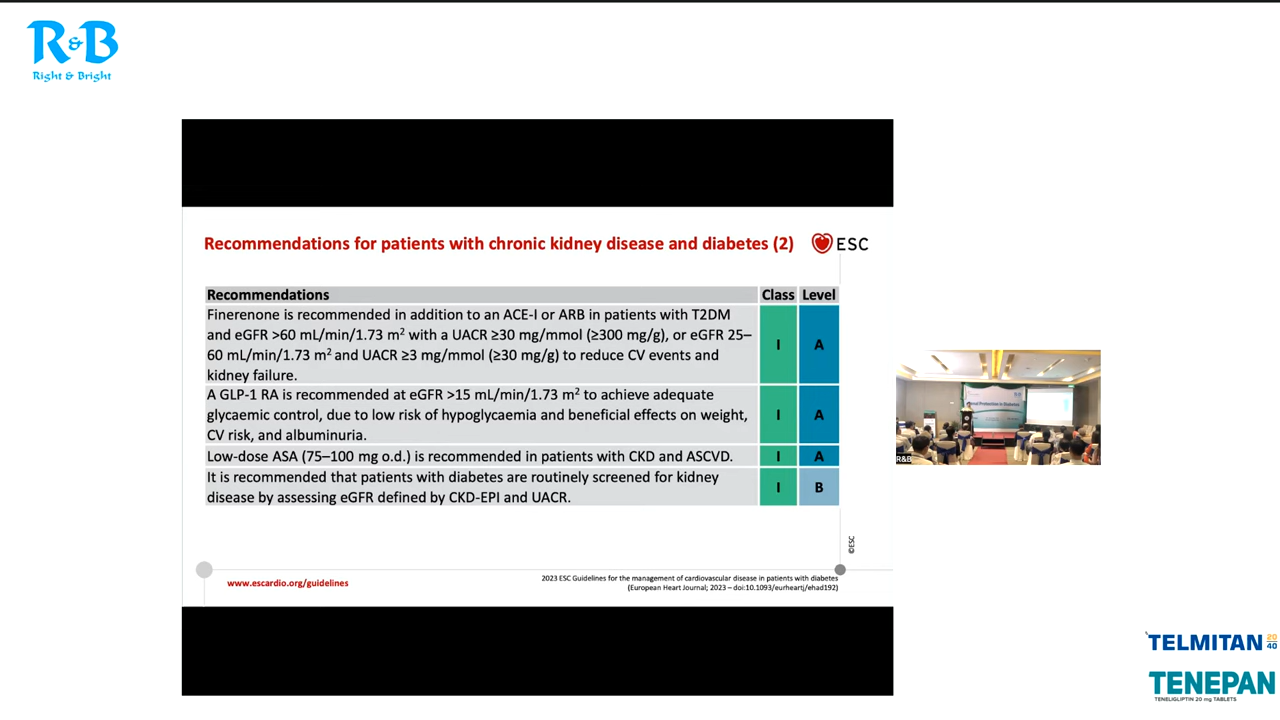 R&B
Right & Bright
Recommendations for patients with chronic kidney disease and diabetes (2)
ESC
Recommendations Class Level
Finerenone is recommended in addition to an ACE-I or ARB in patients with T2DM
and eGFR >60 mL/min/1.73 m² with a UACR ≥30 mg/mmol (≥300 mg/g), or eGFR 25–
60 mL/min/1.73 m² and UACR ≥3 mg/mmol (≥30 mg/g) to reduce CV events and
kidney failure.
I A
A GLP-1 RA is recommended at eGFR >15 mL/min/1.73 m² to achieve adequate
glycaemic control, due to low risk of hypoglycaemia and beneficial effects on weight,
CV risk, and albuminuria.
I A
Low-dose ASA (75–100 mg o.d.) is recommended in patients with CKD and ASCVD. I A
It is recommended that patients with diabetes are routinely screened for kidney
disease by assessing eGFR defined by CKD-EPI and UACR.
I B
©ESC
www.escardio.org/guidelines
2023 ESC Guidelines for the management of cardiovascular disease in patients with diabetes
(European Heart Journal; 2023 – doi:10.1093/eurheartj/ehad192)
Renal Protection in Diabetes
R&B
TELMITAN 20 40
TENEPAN
TENELIGLIPTIN 20 mg TABLETS